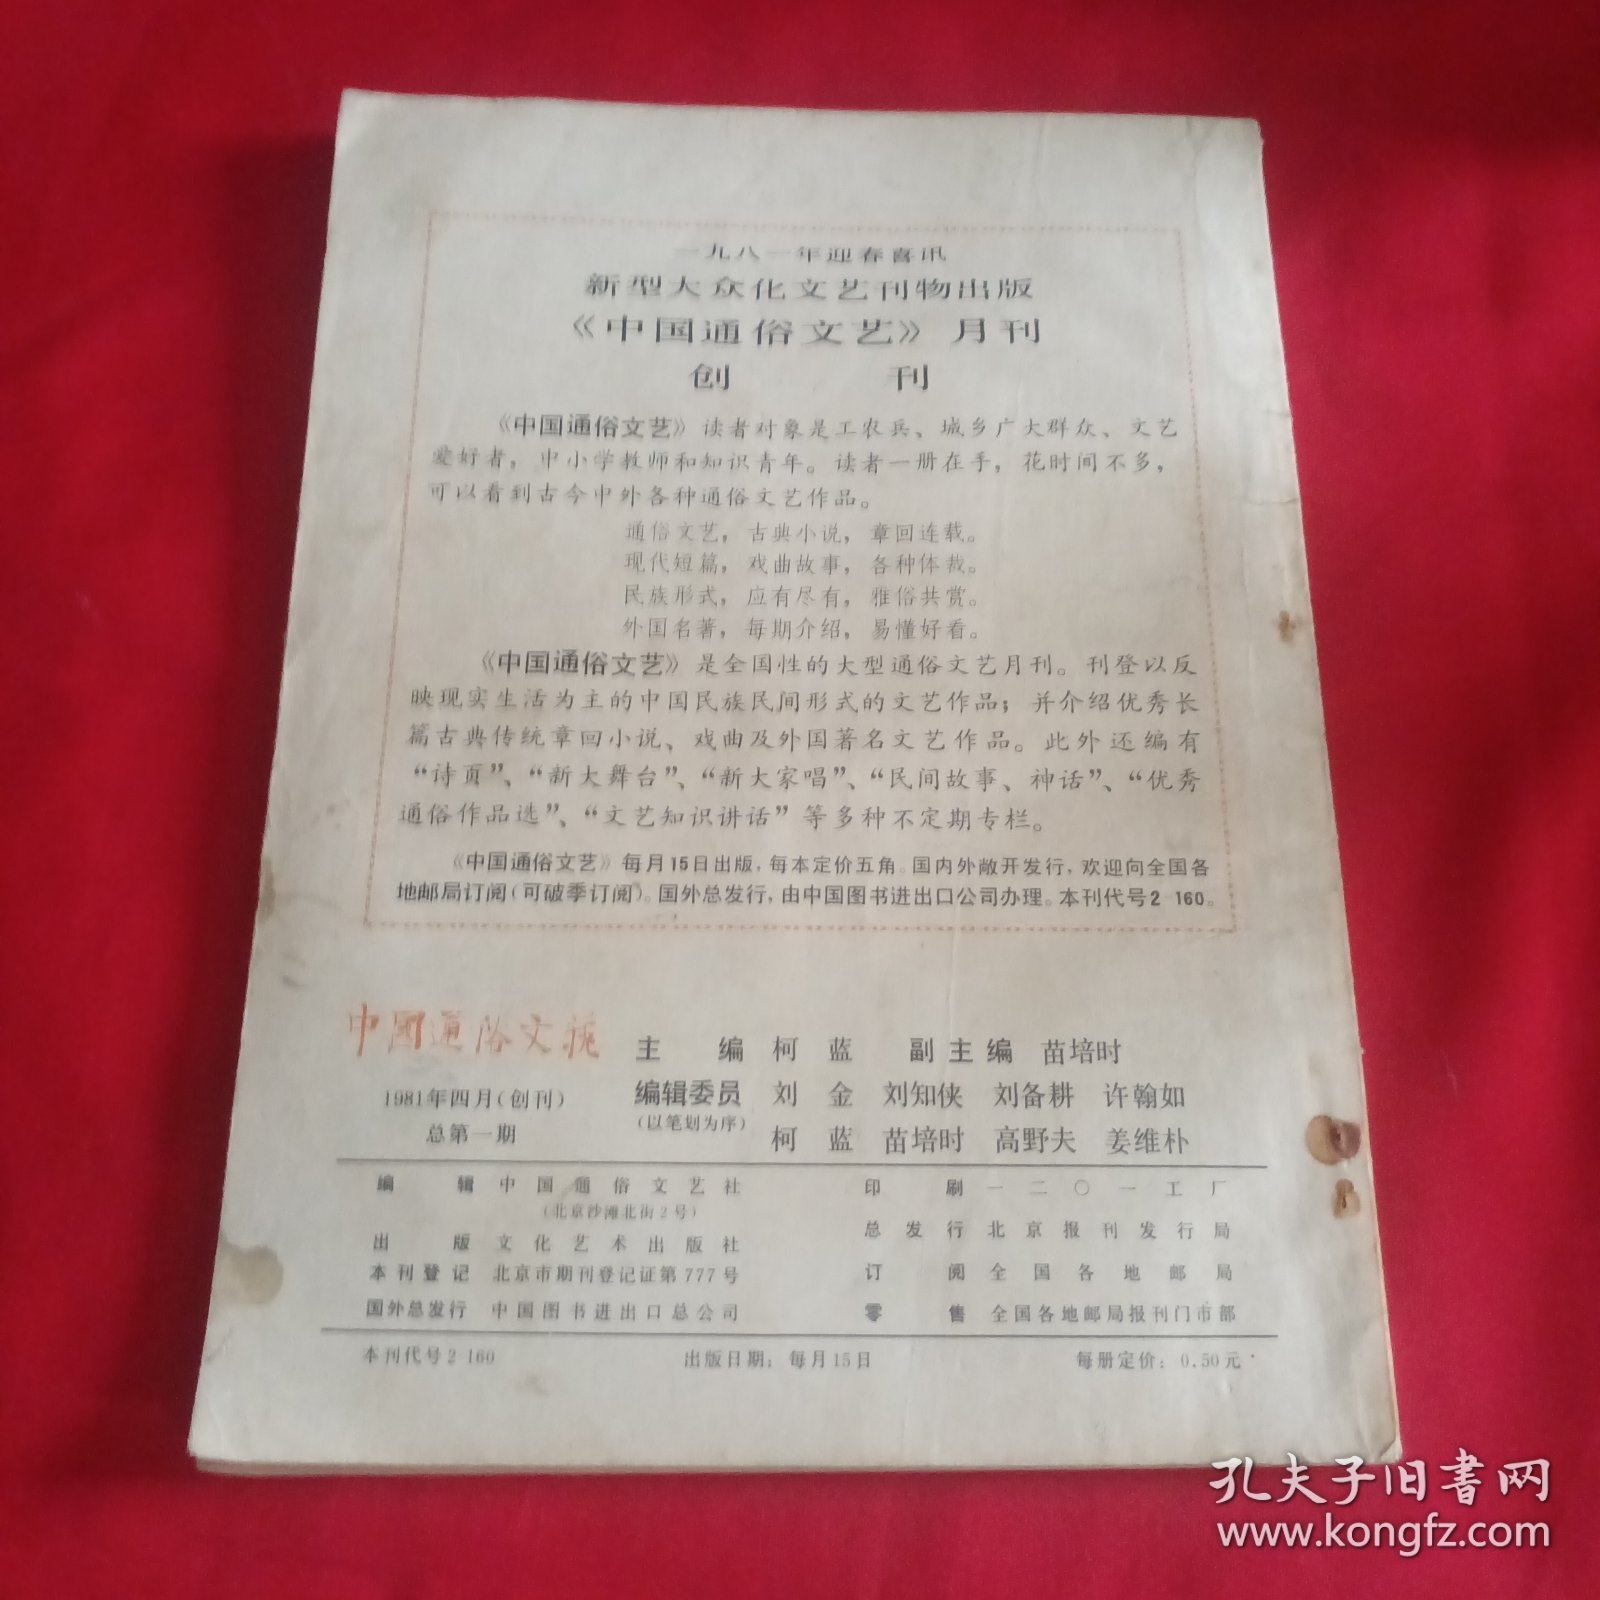 一九八一年迎春喜讯
新型大众化文艺刊物出版
《中国通俗文艺》月刊
创 刊
《中国通俗文艺》读者对象是工农兵、城乡广大群众、文艺
爱好者，中小学教师和知识青年。读者一册在手，花时间不多，
可以看到古今中外各种通俗文艺作品。
通俗文艺，古典小说，章回连载。
现代短篇，戏曲故事，各种体裁。
民族形式，应有尽有，雅俗共赏。
外国名著，每期介绍，易懂好看。
《中国通俗文艺》是全国性的大型通俗文艺月刊。刊登以反
映现实生活为主的中国民族民间形式的文艺作品；并介绍优秀长
篇古典传统章回小说、戏曲及外国著名文艺作品。此外还编有
“诗页”、“新大舞台”、“新大家唱”、“民间故事、神话”、“优秀
通俗作品选”、“文艺知识讲话”等多种不定期专栏。
《中国通俗文艺》每月15日出版，每本定价五角。国内外敞开发行，欢迎向全国各
地邮局订阅（可破季订阅）。国外总发行，由中国图书进出口公司办理。本刊代号2 160。
中国通俗文艺
1981年四月（创刊）
总第一期
主 编 柯 蓝 副主编 苗培时
编辑委员 刘 金 刘知侠 刘备耕 许翰如
（以笔划为序）
柯 蓝 苗培时 高野夫 姜维朴
编 辑 中国通俗文艺社
（北京沙滩北街2号）
出 版 文化艺术出版社
本刊登记 北京市期刊登记证第777号
国外总发行 中国图书进出口总公司
印 刷 一二〇一工厂
总发行 北京报刊发行局
订 阅 全国各地邮局
零 售 全国各地邮局报刊门市部
本刊代号2 160 出版日期：每月15日 每册定价：0.50元
孔夫子旧书网
www.kongfz.com